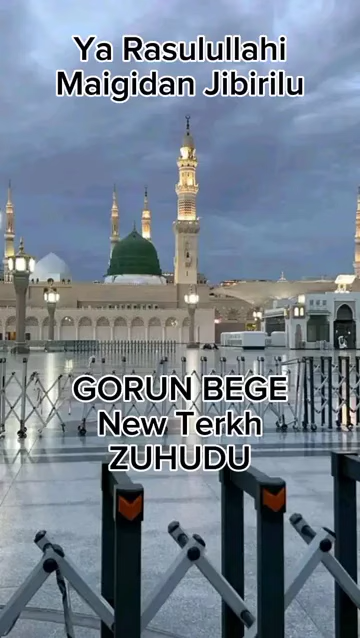 Ya Rasulullahi
Maigidan Jibirilu
GORUN BEGE
New Terkh
ZUHUDU